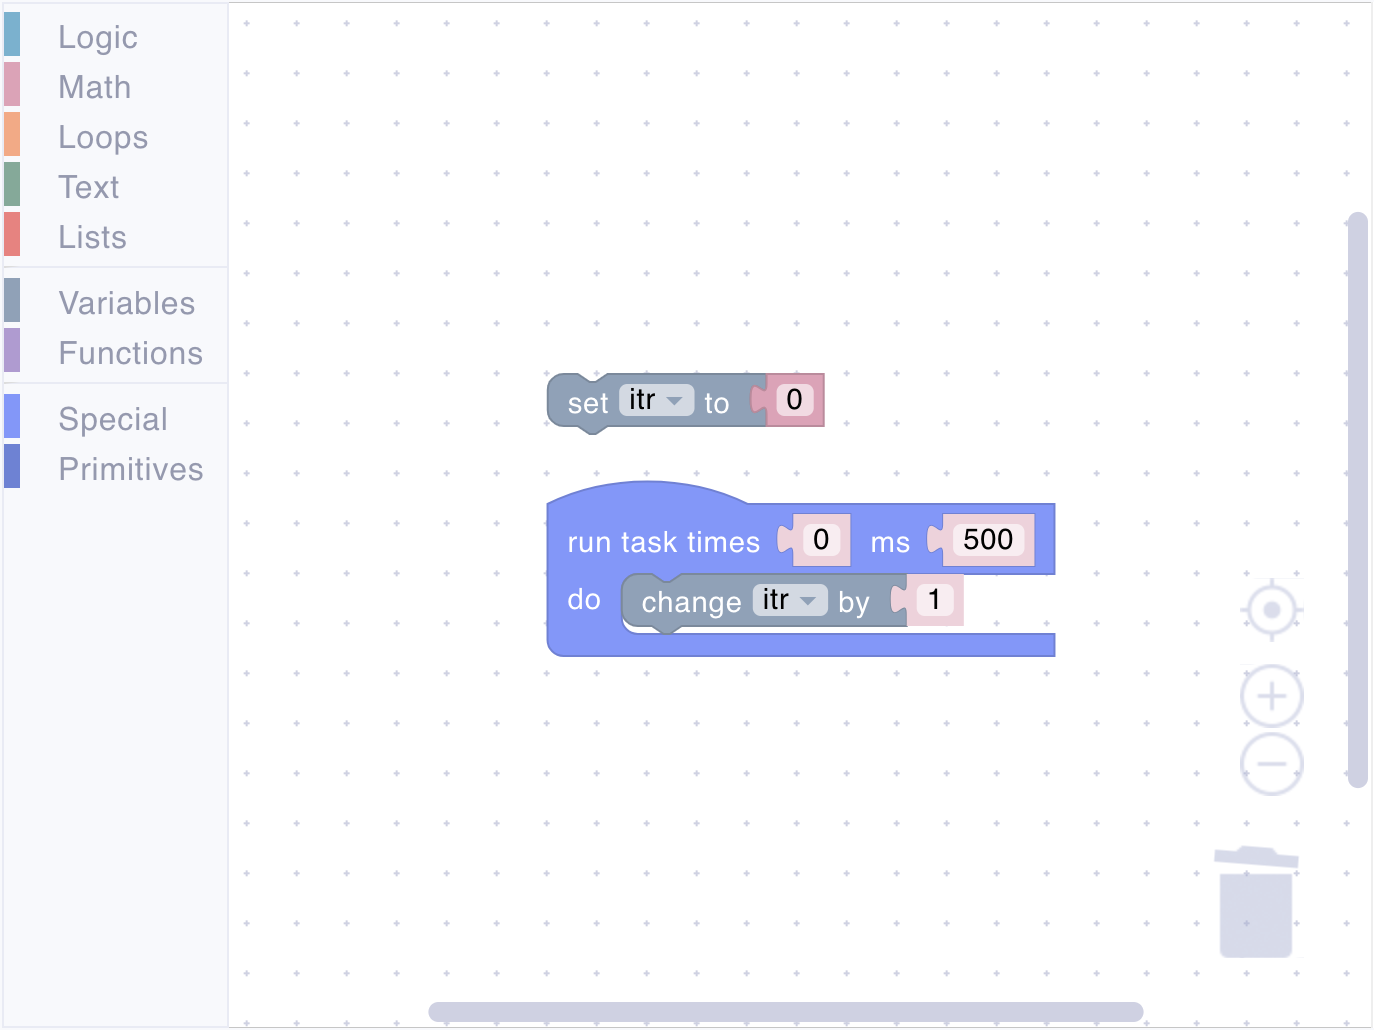 Logic
Math
Loops
Text
Lists
Variables
Functions
Special
Primitives
set itr to 0
run task times 0 ms 500
do change itr by 1